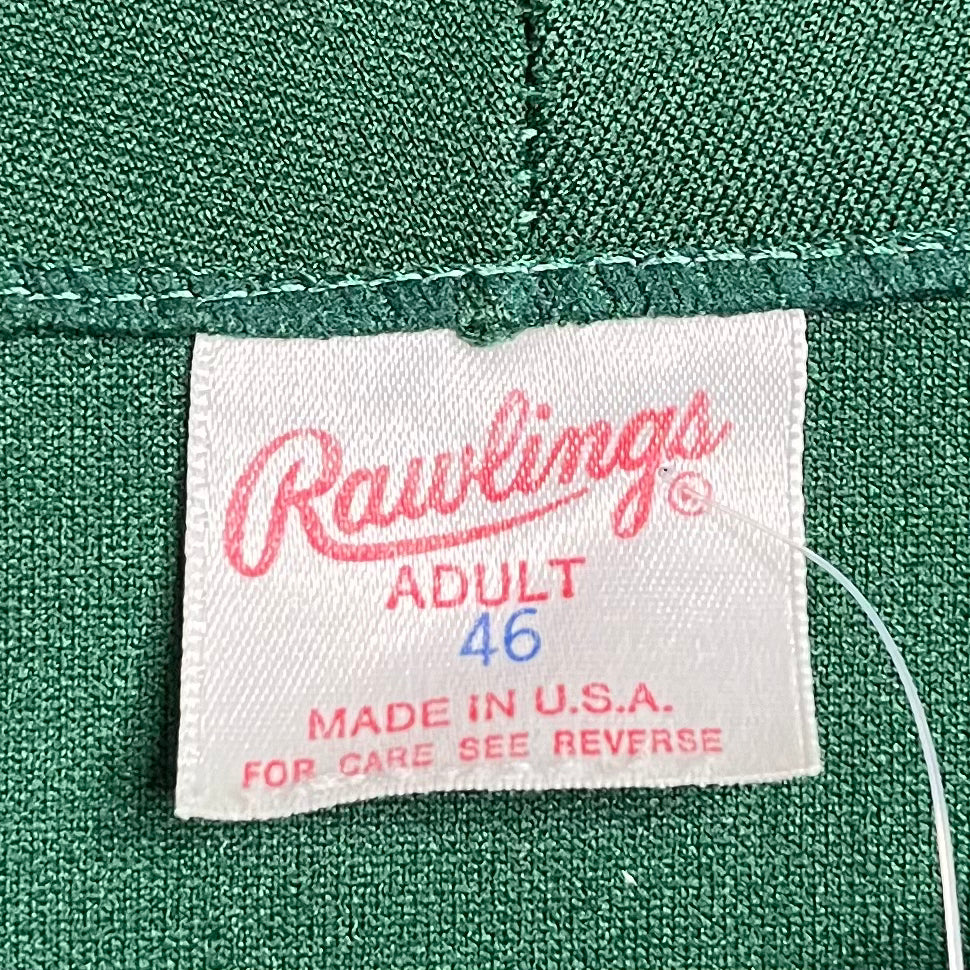 Rawlings®
ADULT
46
MADE IN U.S.A.
FOR CARE SEE REVERSE